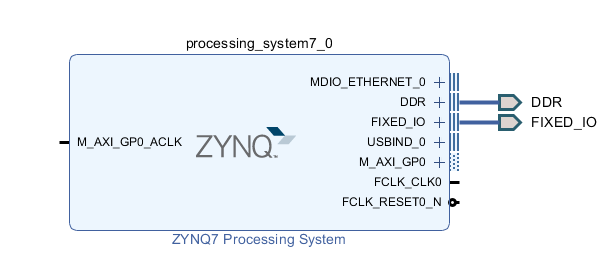 processing_system7_0
MDIO_ETHERNET_0
DDR
DDR
FIXED_IO
FIXED_IO
M_AXI_GP0_ACLK
ZYNQ
USBIND_0
M_AXI_GP0
FCLK_CLK0
FCLK_RESET0_N
ZYNQ7 Processing System